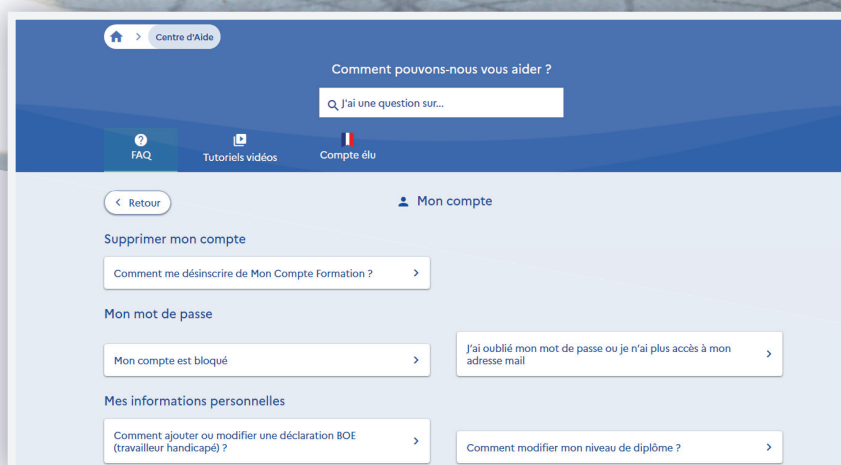 Centre d'Aide
Comment pouvons-nous vous aider ?
J'ai une question sur...
FAQ
Tutoriels vidéos
Compte élu
Retour
Mon compte
Supprimer mon compte
Comment me désinscrire de Mon Compte Formation ?
Mon mot de passe
Mon compte est bloqué
J'ai oublié mon mot de passe ou je n'ai plus accès à mon
adresse mail
Mes informations personnelles
Comment ajouter ou modifier une déclaration BOE
(travailleur handicapé) ?
Comment modifier mon niveau de diplôme ?